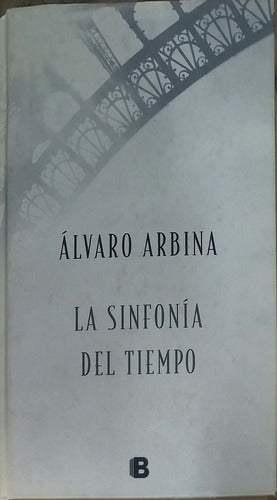 ÁLVARO ARBINA
LA SINFONÍA
DEL TIEMPO
B